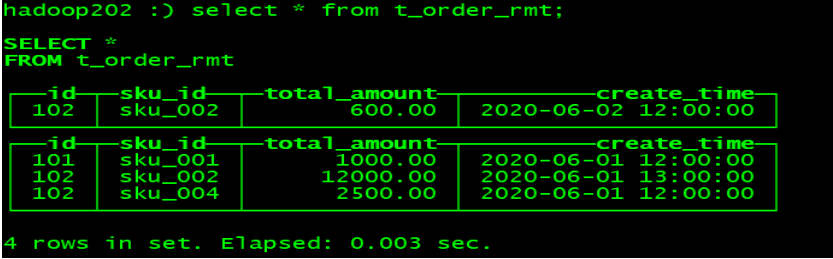 hadoop202 :) select * from t_order_rmt;
SELECT *
FROM t_order_rmt
id sku_id total_amount create_time
102 sku_002 600.00 2020-06-02 12:00:00
id sku_id total_amount create_time
101 sku_001 1000.00 2020-06-01 12:00:00
102 sku_002 12000.00 2020-06-01 13:00:00
102 sku_004 2500.00 2020-06-01 12:00:00
4 rows in set. Elapsed: 0.003 sec.